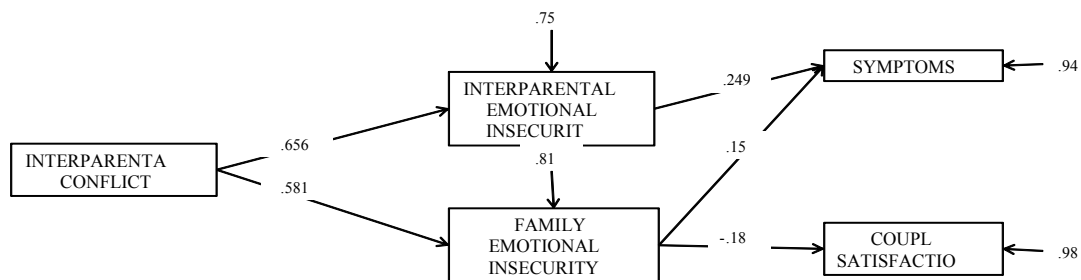 .75
SYMPTOMS
.94
INTERPARENTAL
EMOTIONAL
INSECURIT
.249
.656
INTERPARENTA
CONFLICT
.15
.81
.581
FAMILY
EMOTIONAL
INSECURITY
-.18
COUPL
SATISFACTIO
.98